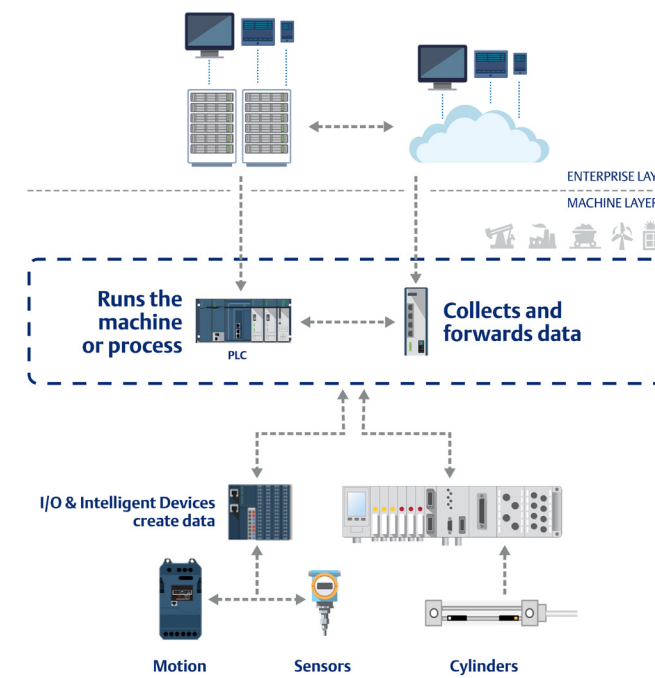 ENTERPRISE LAY
MACHINE LAYER
Runs the
machine
or process
PLC
Collects and
forwards data
I/O & Intelligent Devices
create data
Motion
Sensors
Cylinders